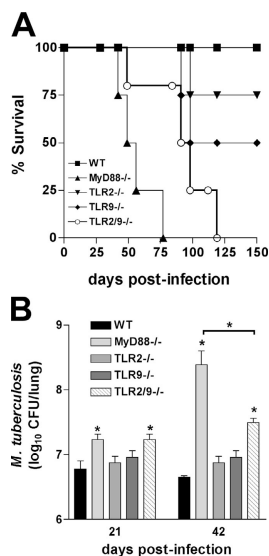 A
% Survival
100
75
50
25
0
WT
MyD88-/-
TLR2-/-
TLR9-/-
TLR2/9-/-
0 25 50 75 100 125 150
days post-infection
B
M. tuberculosis
(log10 CFU/lung)
9
8
7
6
WT
MyD88-/-
TLR2-/-
TLR9-/-
TLR2/9-/-
*
* * * *
21 42
days post-infection